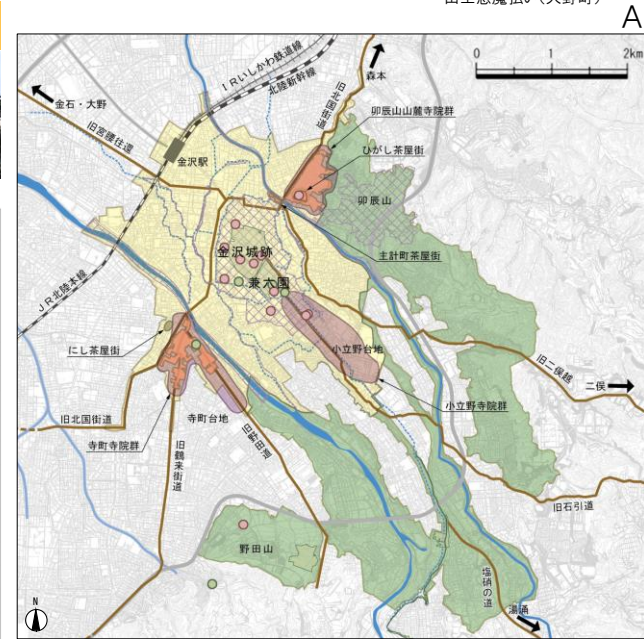 A
0 1 2km
金石・大野
旧宮腰往還
IRいしかわ鉄道線
北陸新幹線
旧北国街道
森本
卯辰山山麓寺院群
ひがし茶屋街
金沢駅
卯辰山
主計町茶屋街
金沢城跡
兼六園
JR北陸本線
にし茶屋街
小立野台地
旧二俣越
二俣
小立野寺院群
旧北国街道
寺町台地
寺町寺院群
旧鶴来街道
旧野田道
旧石引道
野田山
塩硝の道
湯涌
N